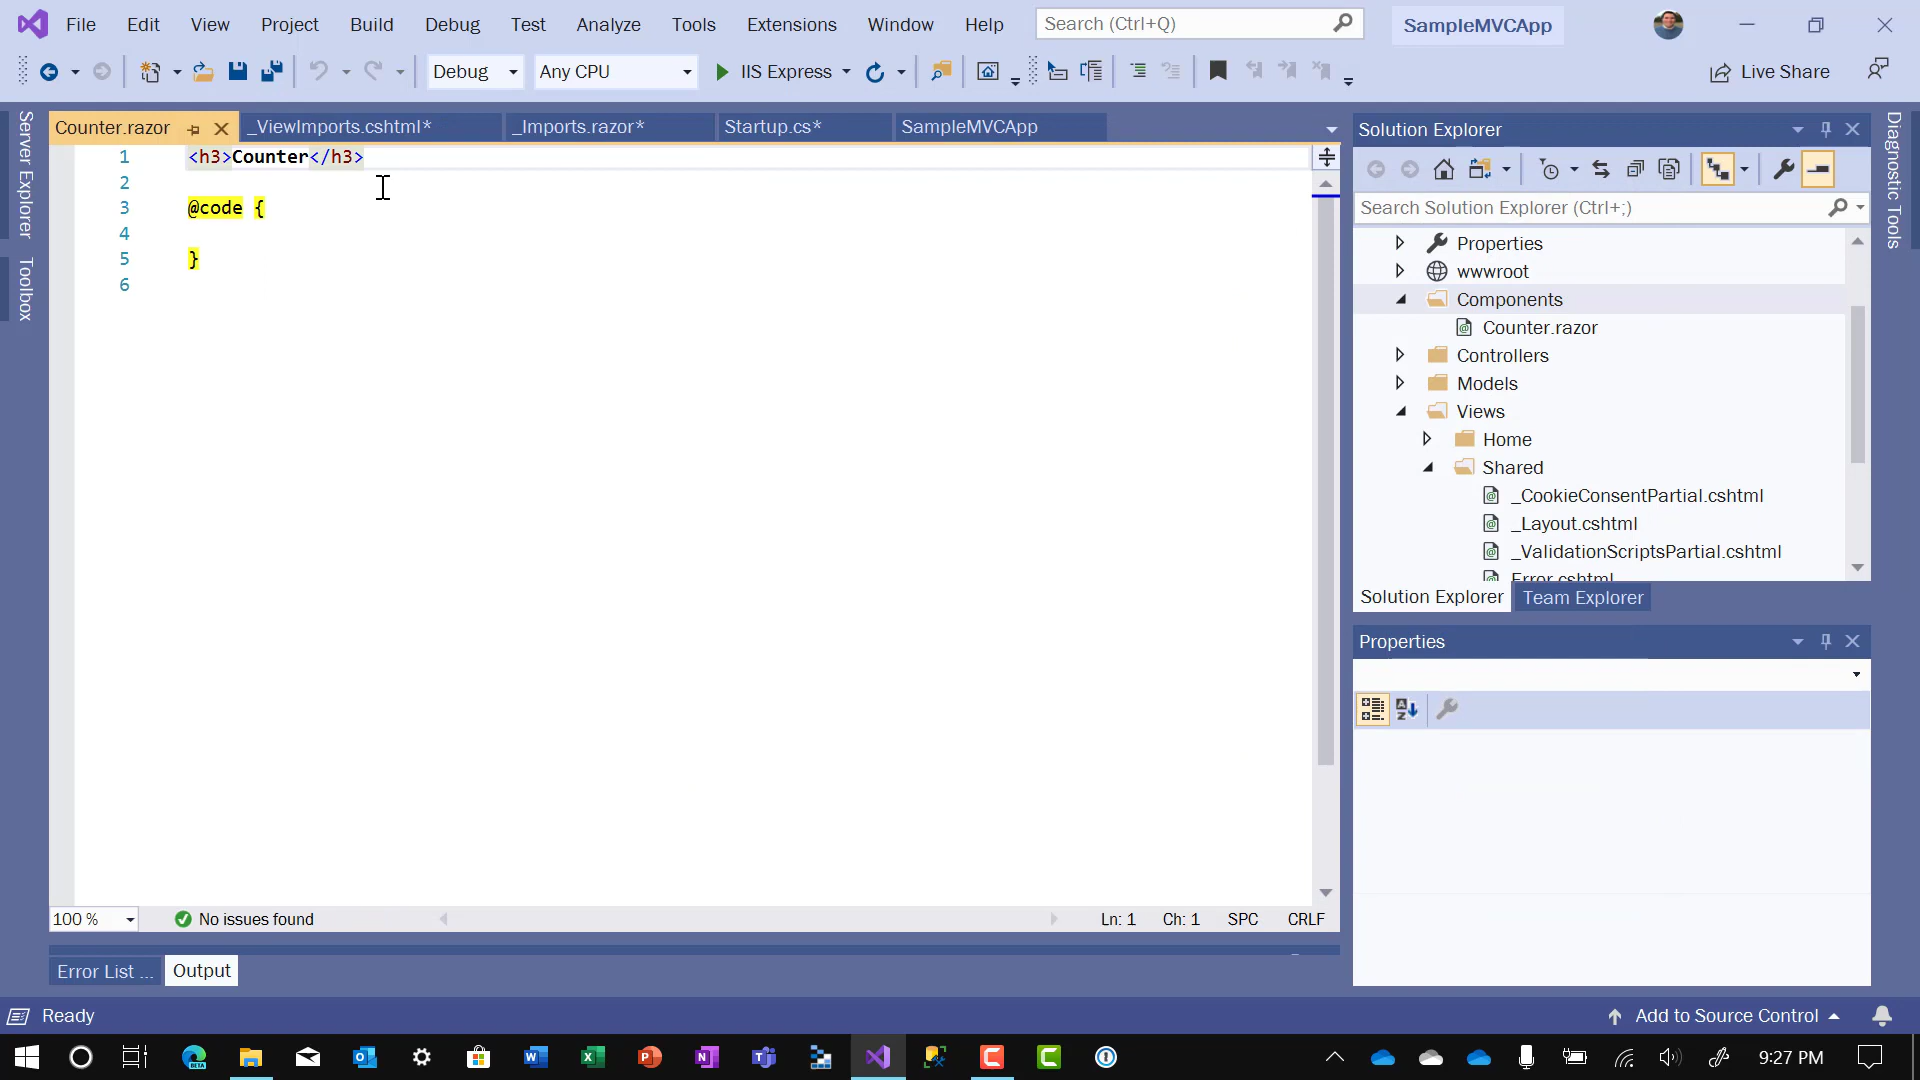 File Edit View Project Build Debug Test Analyze Tools Extensions Window Help Search (Ctrl+Q) SampleMVCApp
Debug Any CPU IIS Express Live Share
Server Explorer
Toolbox
Counter.razor _ViewImports.cshtml* _Imports.razor* Startup.cs* SampleMVCApp
1 <h3>Counter</h3>
2
3 @code {
4
5 }
6
100 % No issues found Ln: 1 Ch: 1 SPC CRLF
Error List ... Output
Solution Explorer
Search Solution Explorer (Ctrl+;)
Properties
wwwroot
Components
Counter.razor
Controllers
Models
Views
Home
Shared
_CookieConsentPartial.cshtml
_Layout.cshtml
_ValidationScriptsPartial.cshtml
Error.cshtml
Solution Explorer Team Explorer
Properties
Diagnostic Tools
Ready Add to Source Control
9:27 PM